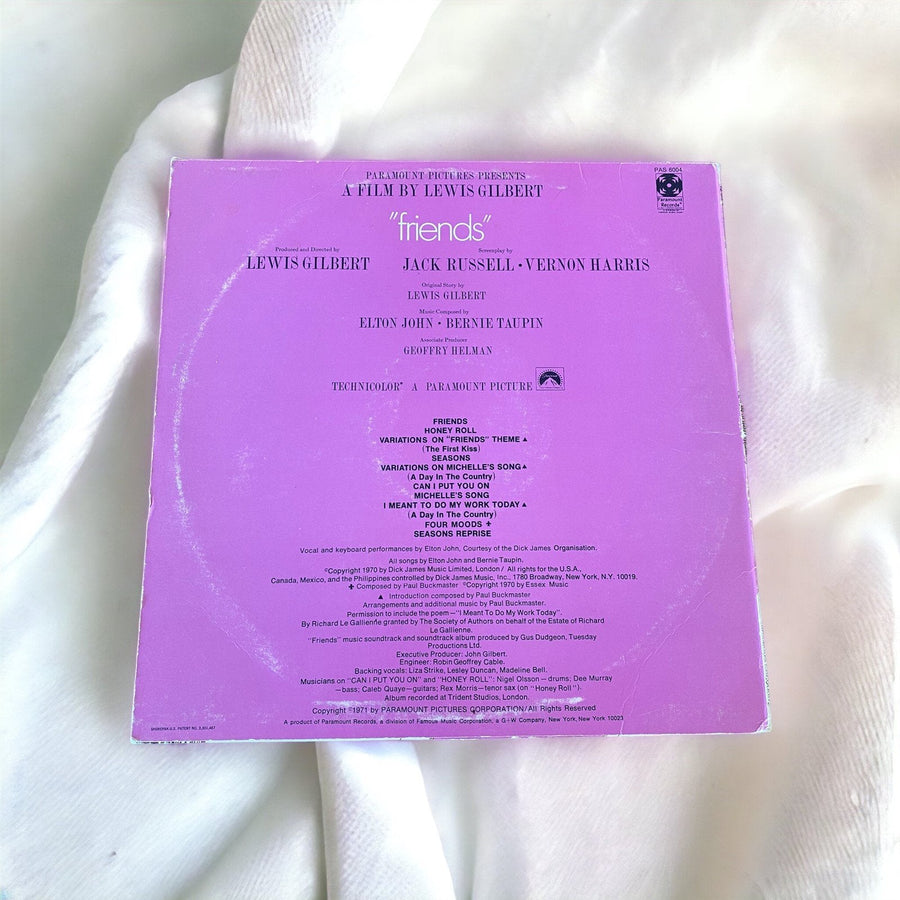 PARAMOUNT PICTURES PRESENTS
A FILM BY LEWIS GILBERT
PAS 6004
Paramount
Records
"friends"
Produced and Directed by
LEWIS GILBERT
Screenplay by
JACK RUSSELL • VERNON HARRIS
Original Story by
LEWIS GILBERT
Music Composed by
ELTON JOHN • BERNIE TAUPIN
Associate Producer
GEOFFRY HELMAN
TECHNICOLOR® A PARAMOUNT PICTURE
FRIENDS
HONEY ROLL
VARIATIONS ON "FRIENDS" THEME ▲
(The First Kiss)
SEASONS
VARIATIONS ON MICHELLE'S SONG ▲
(A Day In The Country)
CAN I PUT YOU ON
MICHELLE'S SONG
I MEANT TO DO MY WORK TODAY ▲
(A Day In The Country)
FOUR MOODS ✚
SEASONS REPRISE
Vocal and keyboard performances by Elton John, Courtesy of the Dick James Organisation.
All songs by Elton John and Bernie Taupin.
©Copyright 1970 by Dick James Music Limited, London / All rights for the U.S.A.,
Canada, Mexico, and the Philippines controlled by Dick James Music, Inc., 1780 Broadway, New York, N.Y. 10019.
✚ Composed by Paul Buckmaster ©Copyright 1970 by Essex Music
▲ Introduction composed by Paul Buckmaster
Arrangements and additional music by Paul Buckmaster.
Permission to include the poem—"I Meant To Do My Work Today".
By Richard Le Gallienne granted by The Society of Authors on behalf of the Estate of Richard
Le Gallienne.
"Friends" music soundtrack and soundtrack album produced by Gus Dudgeon, Tuesday
Productions Ltd.
Executive Producer: John Gilbert.
Engineer: Robin Geoffrey Cable.
Backing vocals: Liza Strike, Lesley Duncan, Madeline Bell.
Musicians on "CAN I PUT YOU ON" and "HONEY ROLL": Nigel Olsson—drums; Dee Murray
—bass; Caleb Quaye—guitars; Rex Morris—tenor sax (on "Honey Roll").
Album recorded at Trident Studios, London.
Copyright ©1971 by PARAMOUNT PICTURES CORPORATION/All Rights Reserved
A product of Paramount Records, a division of Famous Music Corporation, a G+W Company, New York, New York 10023
SHOROPAK U.S. PATENT NO. 3,851,467